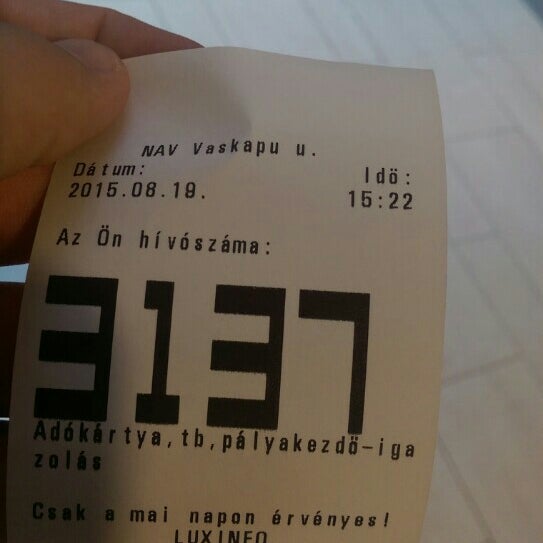 NAV Vaskapu u.
Dátum: Idö:
2015.08.19. 15:22
Az Ön hívószáma:
3137
Adókártya,tb,pályakezdö-iga
zolás
Csak a mai napon érvényes!
LUXINFO